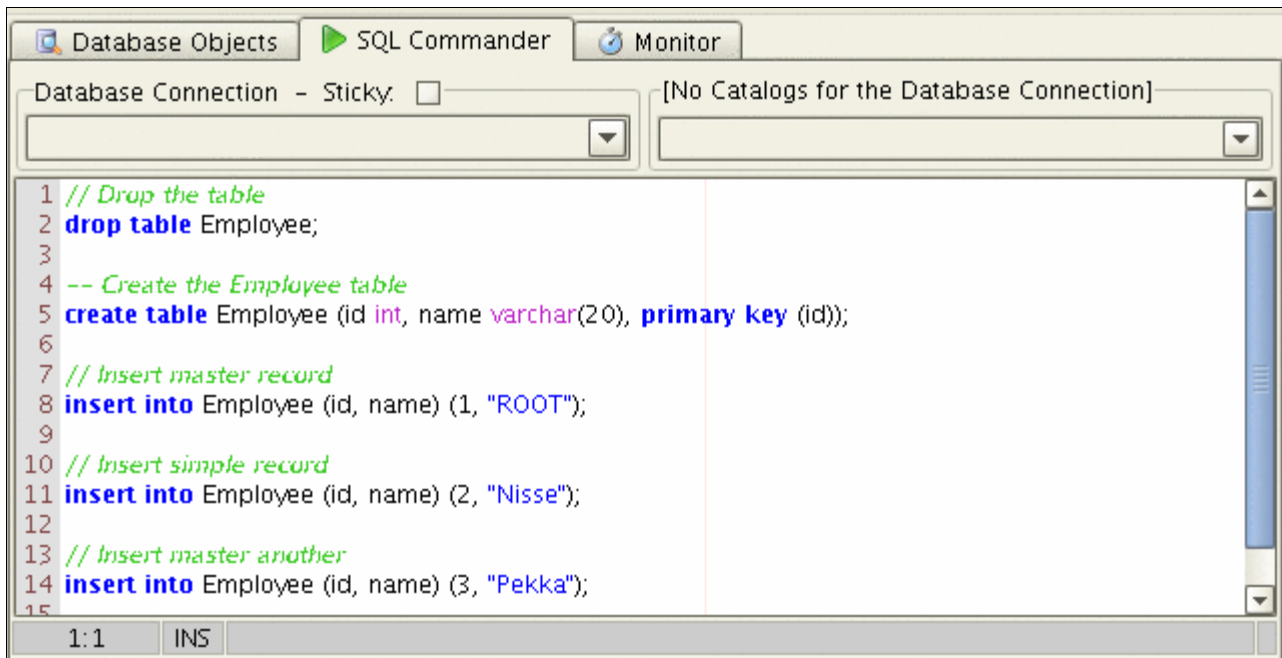 Database Objects SQL Commander Monitor
Database Connection – Sticky: [No Catalogs for the Database Connection]
1 // Drop the table
2 drop table Employee;
3
4 -- Create the Employee table
5 create table Employee (id int, name varchar(20), primary key (id));
6
7 // Insert master record
8 insert into Employee (id, name) (1, "ROOT");
9
10 // Insert simple record
11 insert into Employee (id, name) (2, "Nisse");
12
13 // Insert master another
14 insert into Employee (id, name) (3, "Pekka");
15
1:1 INS